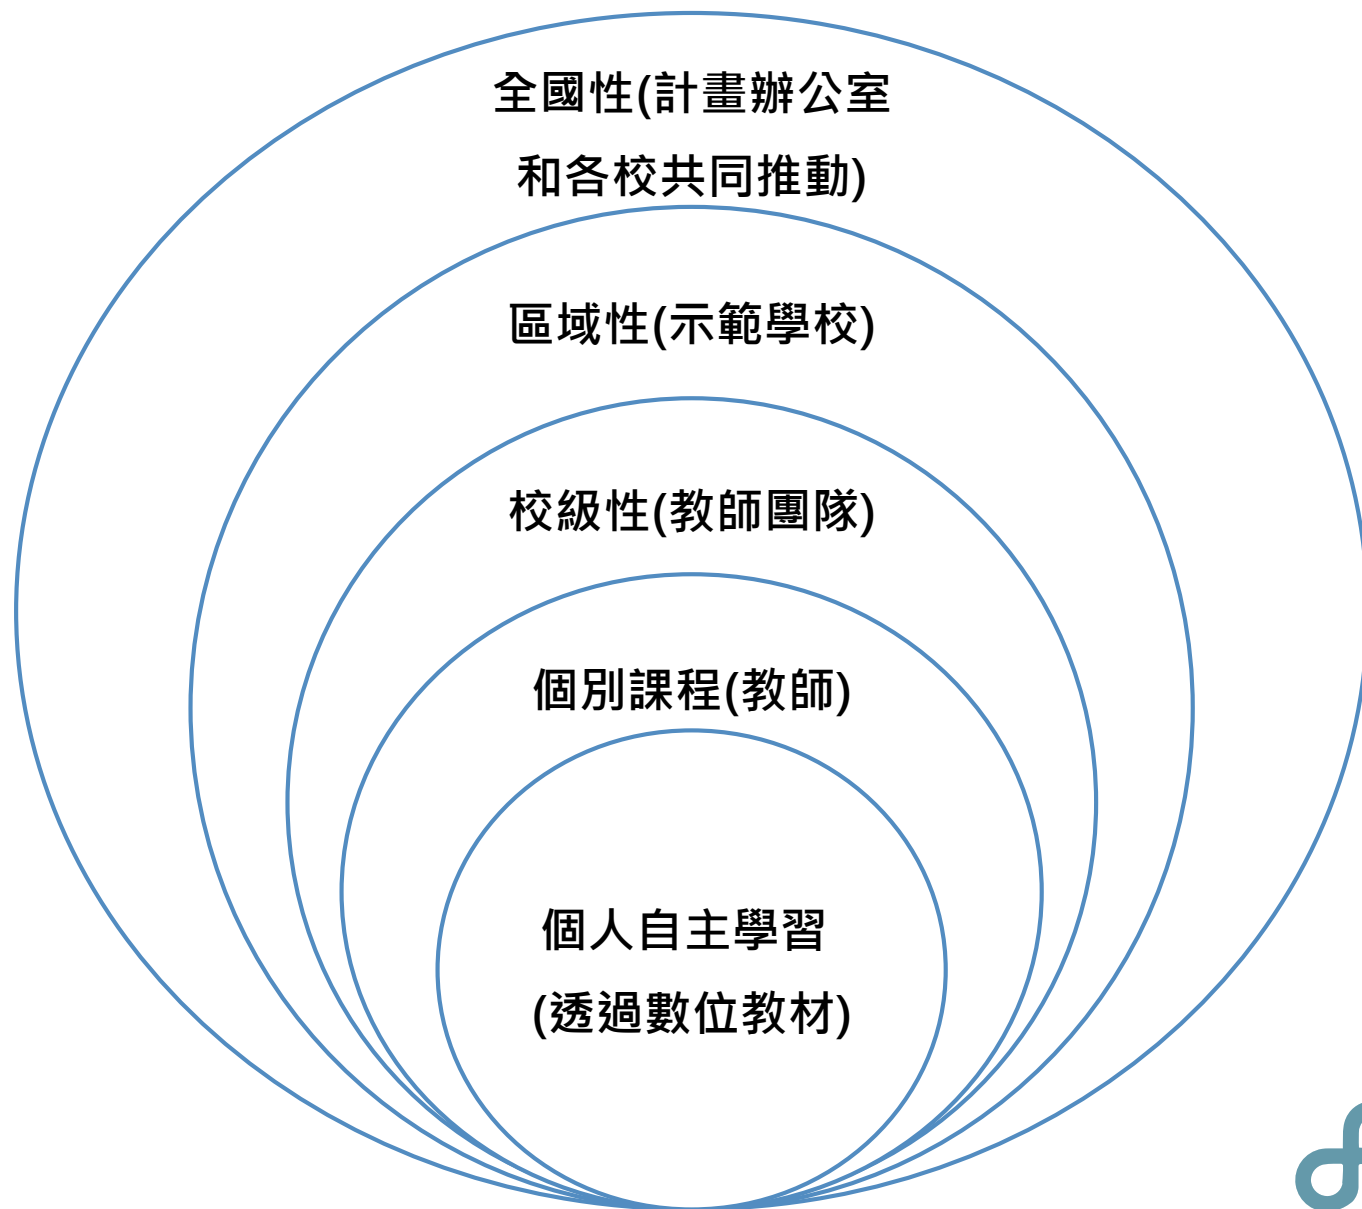 全國性(計畫辦公室
和各校共同推動)
區域性(示範學校)
校級性(教師團隊)
個別課程(教師)
個人自主學習
(透過數位教材)